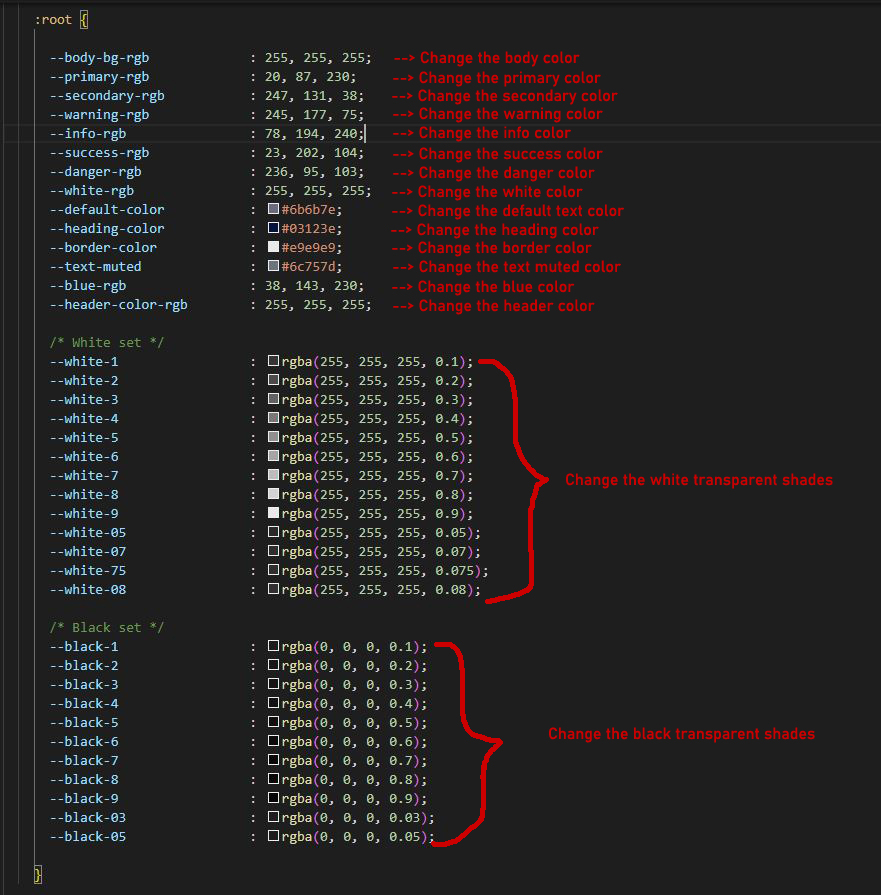 :root {
--body-bg-rgb : 255, 255, 255; --> Change the body color
--primary-rgb : 20, 87, 230; --> Change the primary color
--secondary-rgb : 247, 131, 38; --> Change the secondary color
--warning-rgb : 245, 177, 75; --> Change the warning color
--info-rgb : 78, 194, 240; --> Change the info color
--success-rgb : 23, 202, 104; --> Change the success color
--danger-rgb : 236, 95, 103; --> Change the danger color
--white-rgb : 255, 255, 255; --> Change the white color
--default-color : #6b6b7e; --> Change the default text color
--heading-color : #03123e; --> Change the heading color
--border-color : #e9e9e9; --> Change the border color
--text-muted : #6c757d; --> Change the text muted color
--blue-rgb : 38, 143, 230; --> Change the blue color
--header-color-rgb : 255, 255, 255; --> Change the header color
/* White set */
--white-1 : rgba(255, 255, 255, 0.1);
--white-2 : rgba(255, 255, 255, 0.2);
--white-3 : rgba(255, 255, 255, 0.3);
--white-4 : rgba(255, 255, 255, 0.4);
--white-5 : rgba(255, 255, 255, 0.5);
--white-6 : rgba(255, 255, 255, 0.6);
--white-7 : rgba(255, 255, 255, 0.7);
--white-8 : rgba(255, 255, 255, 0.8);
--white-9 : rgba(255, 255, 255, 0.9);
--white-05 : rgba(255, 255, 255, 0.05);
--white-07 : rgba(255, 255, 255, 0.07);
--white-75 : rgba(255, 255, 255, 0.075);
--white-08 : rgba(255, 255, 255, 0.08);
Change the white transparent shades
/* Black set */
--black-1 : rgba(0, 0, 0, 0.1);
--black-2 : rgba(0, 0, 0, 0.2);
--black-3 : rgba(0, 0, 0, 0.3);
--black-4 : rgba(0, 0, 0, 0.4);
--black-5 : rgba(0, 0, 0, 0.5);
--black-6 : rgba(0, 0, 0, 0.6);
--black-7 : rgba(0, 0, 0, 0.7);
--black-8 : rgba(0, 0, 0, 0.8);
--black-9 : rgba(0, 0, 0, 0.9);
--black-03 : rgba(0, 0, 0, 0.03);
--black-05 : rgba(0, 0, 0, 0.05);
Change the black transparent shades
}